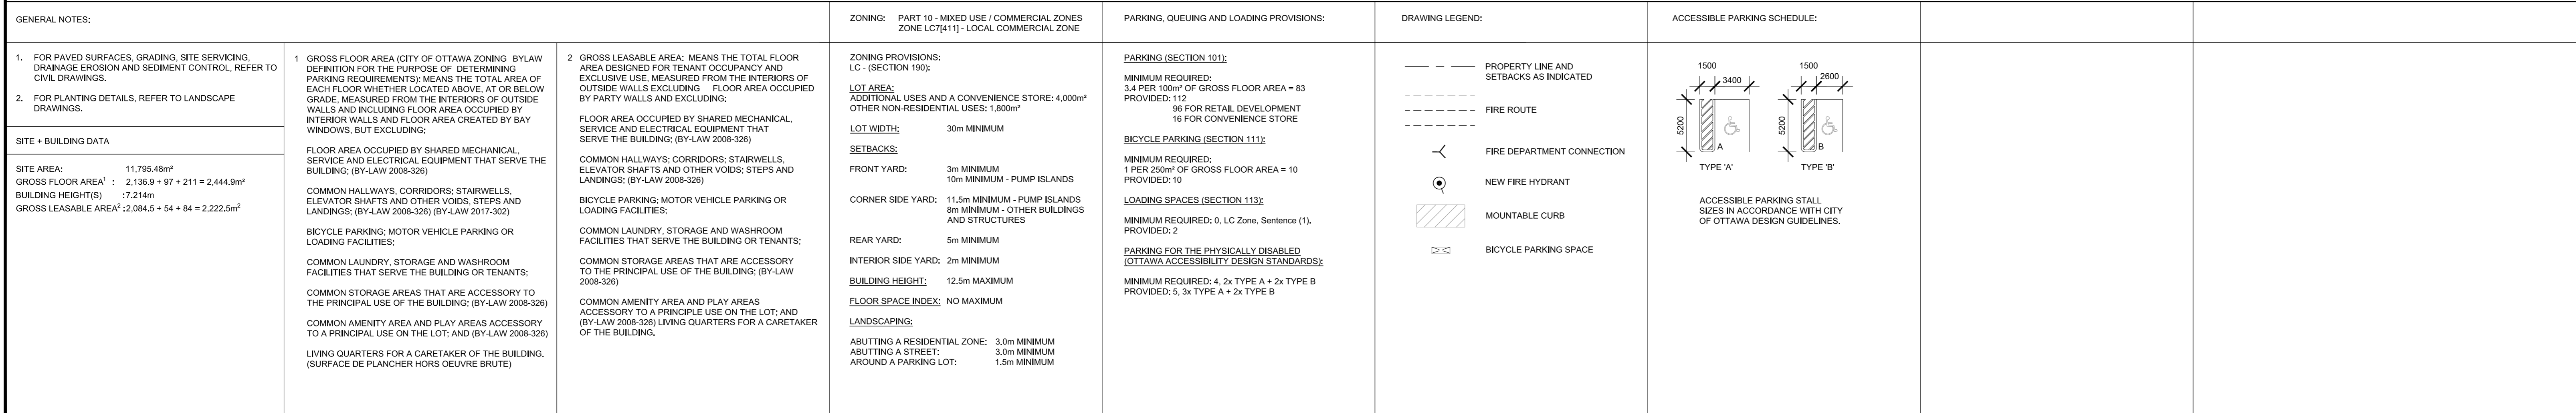 GENERAL NOTES:
1. FOR PAVED SURFACES, GRADING, SITE SERVICING,
DRAINAGE EROSION AND SEDIMENT CONTROL, REFER TO
CIVIL DRAWINGS.
2. FOR PLANTING DETAILS, REFER TO LANDSCAPE
DRAWINGS.
SITE + BUILDING DATA
SITE AREA: 11,795.48m²
GROSS FLOOR AREA¹ : 2,136.9 + 97 + 211 = 2,444.9m²
BUILDING HEIGHT(S) :7.214m
GROSS LEASABLE AREA² :2,084.5 + 54 + 84 = 2,222.5m²
1 GROSS FLOOR AREA (CITY OF OTTAWA ZONING BYLAW
DEFINITION FOR THE PURPOSE OF DETERMINING
PARKING REQUIREMENTS): MEANS THE TOTAL AREA OF
EACH FLOOR WHETHER LOCATED ABOVE, AT OR BELOW
GRADE, MEASURED FROM THE INTERIORS OF OUTSIDE
WALLS AND INCLUDING FLOOR AREA OCCUPIED BY
INTERIOR WALLS AND FLOOR AREA CREATED BY BAY
WINDOWS, BUT EXCLUDING;
FLOOR AREA OCCUPIED BY SHARED MECHANICAL,
SERVICE AND ELECTRICAL EQUIPMENT THAT SERVE THE
BUILDING; (BY-LAW 2008-326)
COMMON HALLWAYS, CORRIDORS; STAIRWELLS,
ELEVATOR SHAFTS AND OTHER VOIDS, STEPS AND
LANDINGS; (BY-LAW 2008-326) (BY-LAW 2017-302)
BICYCLE PARKING; MOTOR VEHICLE PARKING OR
LOADING FACILITIES;
COMMON LAUNDRY, STORAGE AND WASHROOM
FACILITIES THAT SERVE THE BUILDING OR TENANTS;
COMMON STORAGE AREAS THAT ARE ACCESSORY TO
THE PRINCIPAL USE OF THE BUILDING; (BY-LAW 2008-326)
COMMON AMENITY AREA AND PLAY AREAS ACCESSORY
TO A PRINCIPAL USE ON THE LOT; AND (BY-LAW 2008-326)
LIVING QUARTERS FOR A CARETAKER OF THE BUILDING.
(SURFACE DE PLANCHER HORS OEUVRE BRUTE)
2 GROSS LEASABLE AREA: MEANS THE TOTAL FLOOR
AREA DESIGNED FOR TENANT OCCUPANCY AND
EXCLUSIVE USE, MEASURED FROM THE INTERIORS OF
OUTSIDE WALLS EXCLUDING FLOOR AREA OCCUPIED
BY PARTY WALLS AND EXCLUDING;
FLOOR AREA OCCUPIED BY SHARED MECHANICAL,
SERVICE AND ELECTRICAL EQUIPMENT THAT
SERVE THE BUILDING; (BY-LAW 2008-326)
COMMON HALLWAYS; CORRIDORS; STAIRWELLS,
ELEVATOR SHAFTS AND OTHER VOIDS; STEPS AND
LANDINGS; (BY-LAW 2008-326)
BICYCLE PARKING; MOTOR VEHICLE PARKING OR
LOADING FACILITIES;
COMMON LAUNDRY, STORAGE AND WASHROOM
FACILITIES THAT SERVE THE BUILDING OR TENANTS;
COMMON STORAGE AREAS THAT ARE ACCESSORY
TO THE PRINCIPAL USE OF THE BUILDING; (BY-LAW
2008-326)
COMMON AMENITY AREA AND PLAY AREAS
ACCESSORY TO A PRINCIPLE USE ON THE LOT; AND
(BY-LAW 2008-326) LIVING QUARTERS FOR A CARETAKER
OF THE BUILDING.
ZONING: PART 10 - MIXED USE / COMMERCIAL ZONES
ZONE LC7[411] - LOCAL COMMERCIAL ZONE
ZONING PROVISIONS:
LC - (SECTION 190):
LOT AREA:
ADDITIONAL USES AND A CONVENIENCE STORE: 4,000m²
OTHER NON-RESIDENTIAL USES: 1,800m²
LOT WIDTH: 30m MINIMUM
SETBACKS:
FRONT YARD: 3m MINIMUM
10m MINIMUM - PUMP ISLANDS
CORNER SIDE YARD: 11.5m MINIMUM - PUMP ISLANDS
8m MINIMUM - OTHER BUILDINGS
AND STRUCTURES
REAR YARD: 5m MINIMUM
INTERIOR SIDE YARD: 2m MINIMUM
BUILDING HEIGHT: 12.5m MAXIMUM
FLOOR SPACE INDEX: NO MAXIMUM
LANDSCAPING:
ABUTTING A RESIDENTIAL ZONE: 3.0m MINIMUM
ABUTTING A STREET: 3.0m MINIMUM
AROUND A PARKING LOT: 1.5m MINIMUM
PARKING, QUEUING AND LOADING PROVISIONS:
PARKING (SECTION 101):
MINIMUM REQUIRED:
3.4 PER 100m² OF GROSS FLOOR AREA = 83
PROVIDED: 112
96 FOR RETAIL DEVELOPMENT
16 FOR CONVENIENCE STORE
BICYCLE PARKING (SECTION 111):
MINIMUM REQUIRED:
1 PER 250m² OF GROSS FLOOR AREA = 10
PROVIDED: 10
LOADING SPACES (SECTION 113):
MINIMUM REQUIRED: 0, LC Zone, Sentence (1).
PROVIDED: 2
PARKING FOR THE PHYSICALLY DISABLED
(OTTAWA ACCESSIBILITY DESIGN STANDARDS):
MINIMUM REQUIRED: 4, 2x TYPE A + 2x TYPE B
PROVIDED: 5, 3x TYPE A + 2x TYPE B
DRAWING LEGEND:
PROPERTY LINE AND
SETBACKS AS INDICATED
FIRE ROUTE
FIRE DEPARTMENT CONNECTION
NEW FIRE HYDRANT
MOUNTABLE CURB
BICYCLE PARKING SPACE
ACCESSIBLE PARKING SCHEDULE:
1500
3400
5200
A
TYPE 'A'
1500
2600
5200
B
TYPE 'B'
ACCESSIBLE PARKING STALL
SIZES IN ACCORDANCE WITH CITY
OF OTTAWA DESIGN GUIDELINES.